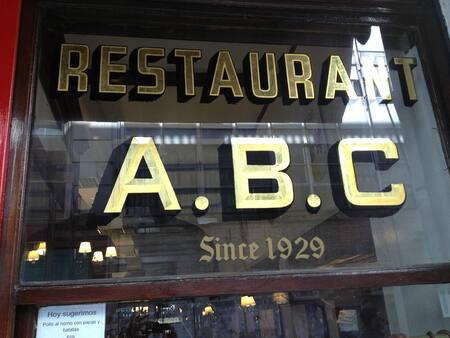 RESTAURANT
A.B.C
Since 1929
Hoy sugerimos
Pollo al horno con papas y
batatas